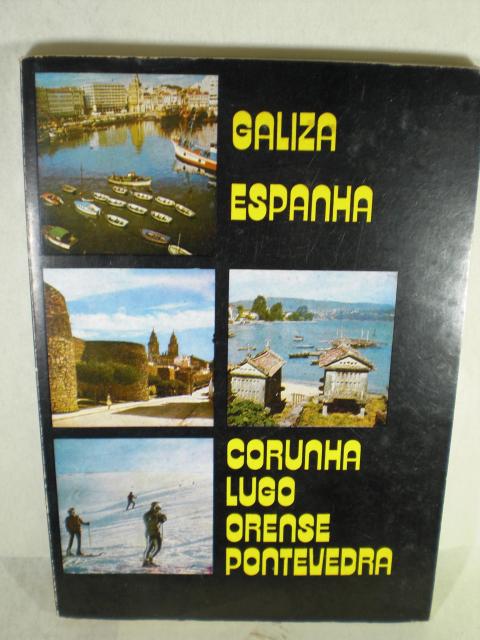 GALIZA
ESPANHA
CORUNHA
LUGO
ORENSE
PONTEVEDRA